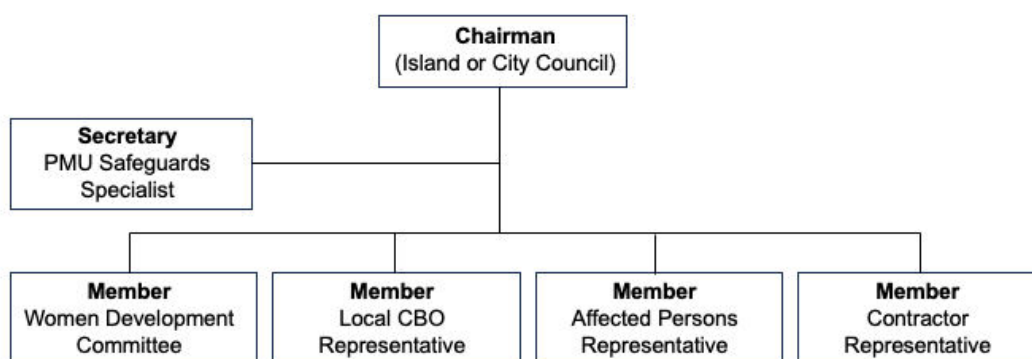 Chairman
(Island or City Council)
Secretary
PMU Safeguards
Specialist
Member
Women Development
Committee
Member
Local CBO
Representative
Member
Affected Persons
Representative
Member
Contractor
Representative